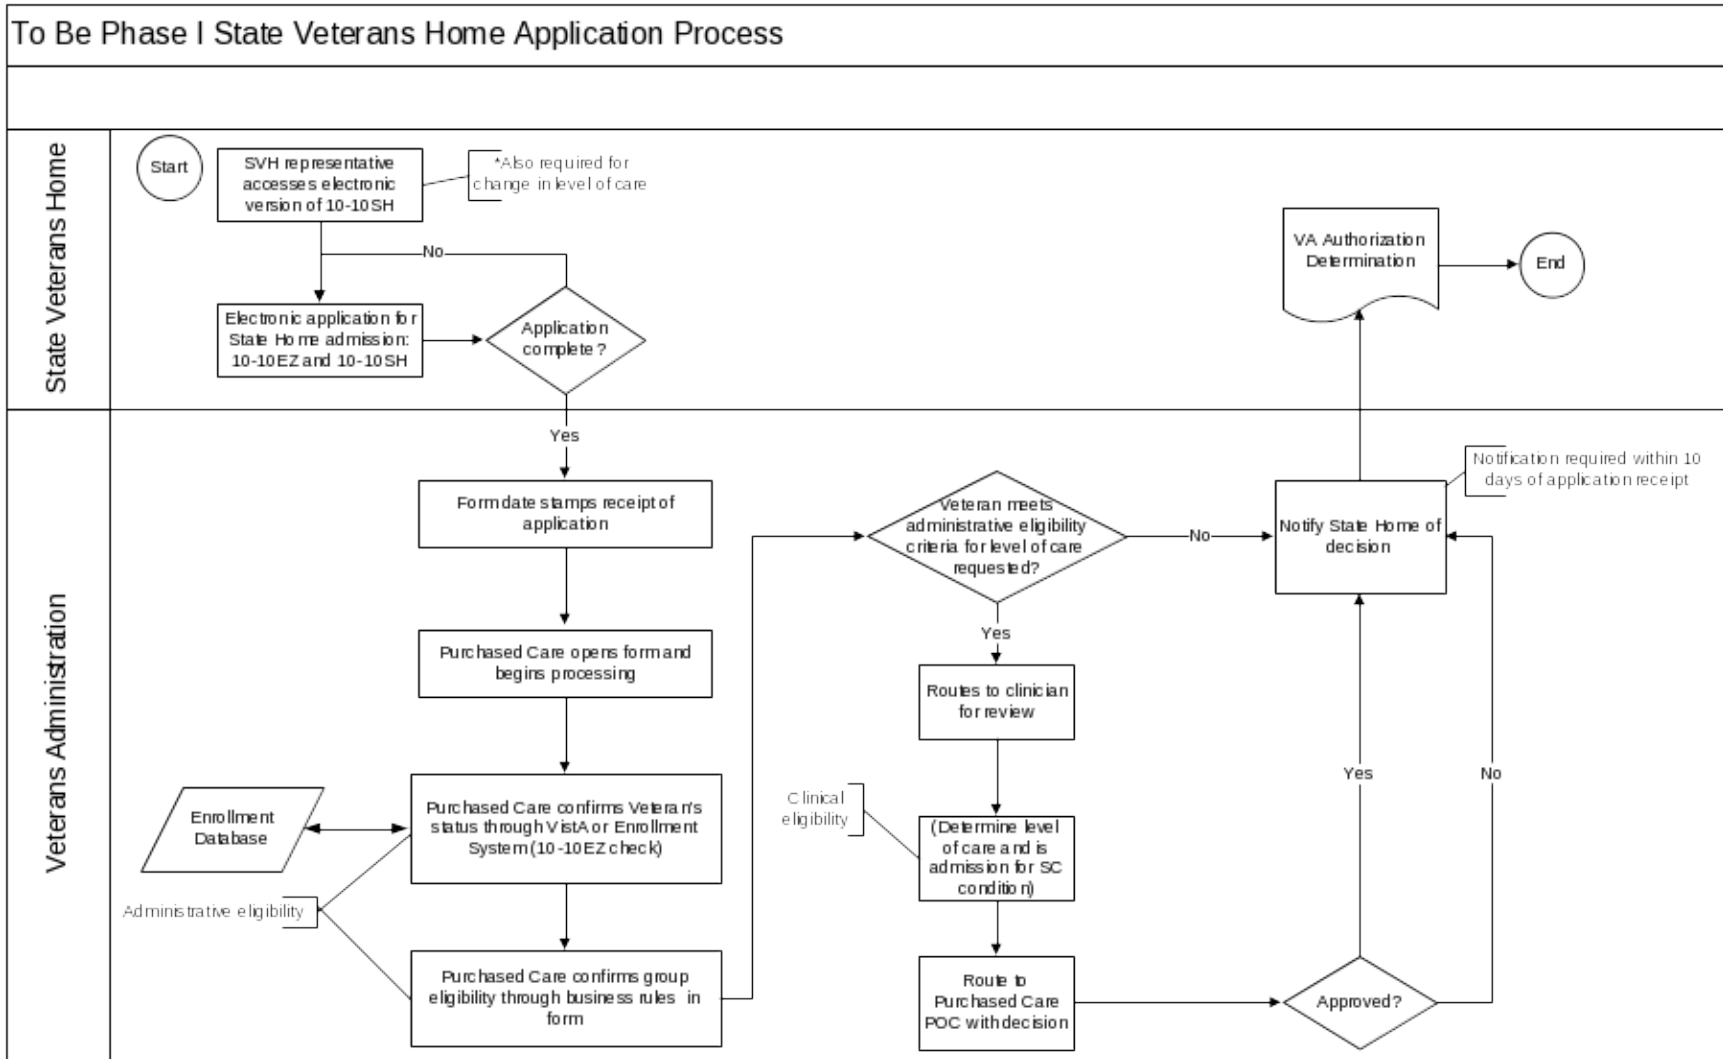 To Be Phase I State Veterans Home Application Process
State Veterans Home
Start
SVH representative
accesses electronic
version of 10-10SH
*Also required for
change in level of care
No
Electronic application for
State Home admission:
10-10EZ and 10-10SH
Application
complete?
VA Authorization
Determination
End
Veterans Administration
Yes
Form date stamps receipt of
application
Purchased Care opens form and
begins processing
Purchased Care confirms Veteran's
status through VistA or Enrollment
System (10-10EZ check)
Enrollment
Database
Administrative eligibility
Purchased Care confirms group
eligibility through business rules in
form
Veteran meets
administrative eligibility
criteria for level of care
requested?
No
Yes
Routes to clinician
for review
Clinical
eligibility
(Determine level
of care and is
admission for SC
condition)
Route to
Purchased Care
POC with decision
Approved?
Yes
No
Notify State Home of
decision
Notification required within 10
days of application receipt